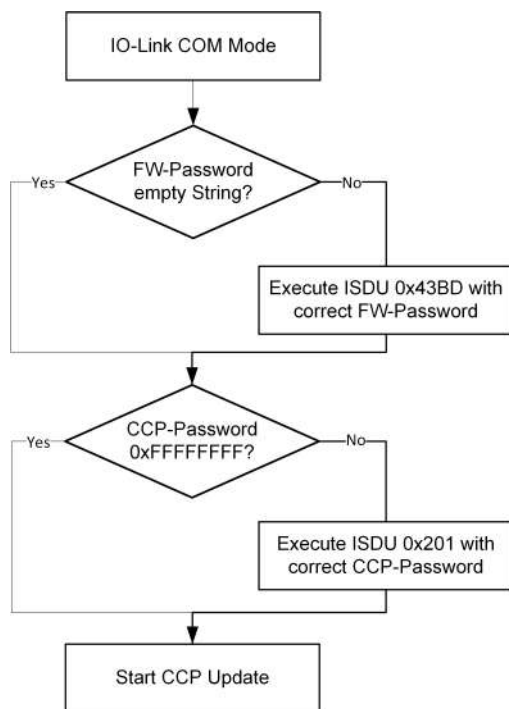 IO-Link COM Mode
FW-Password
empty String?
Yes
No
Execute ISDU 0x43BD with
correct FW-Password
CCP-Password
0xFFFFFFFF?
Yes
No
Execute ISDU 0x201 with
correct CCP-Password
Start CCP Update